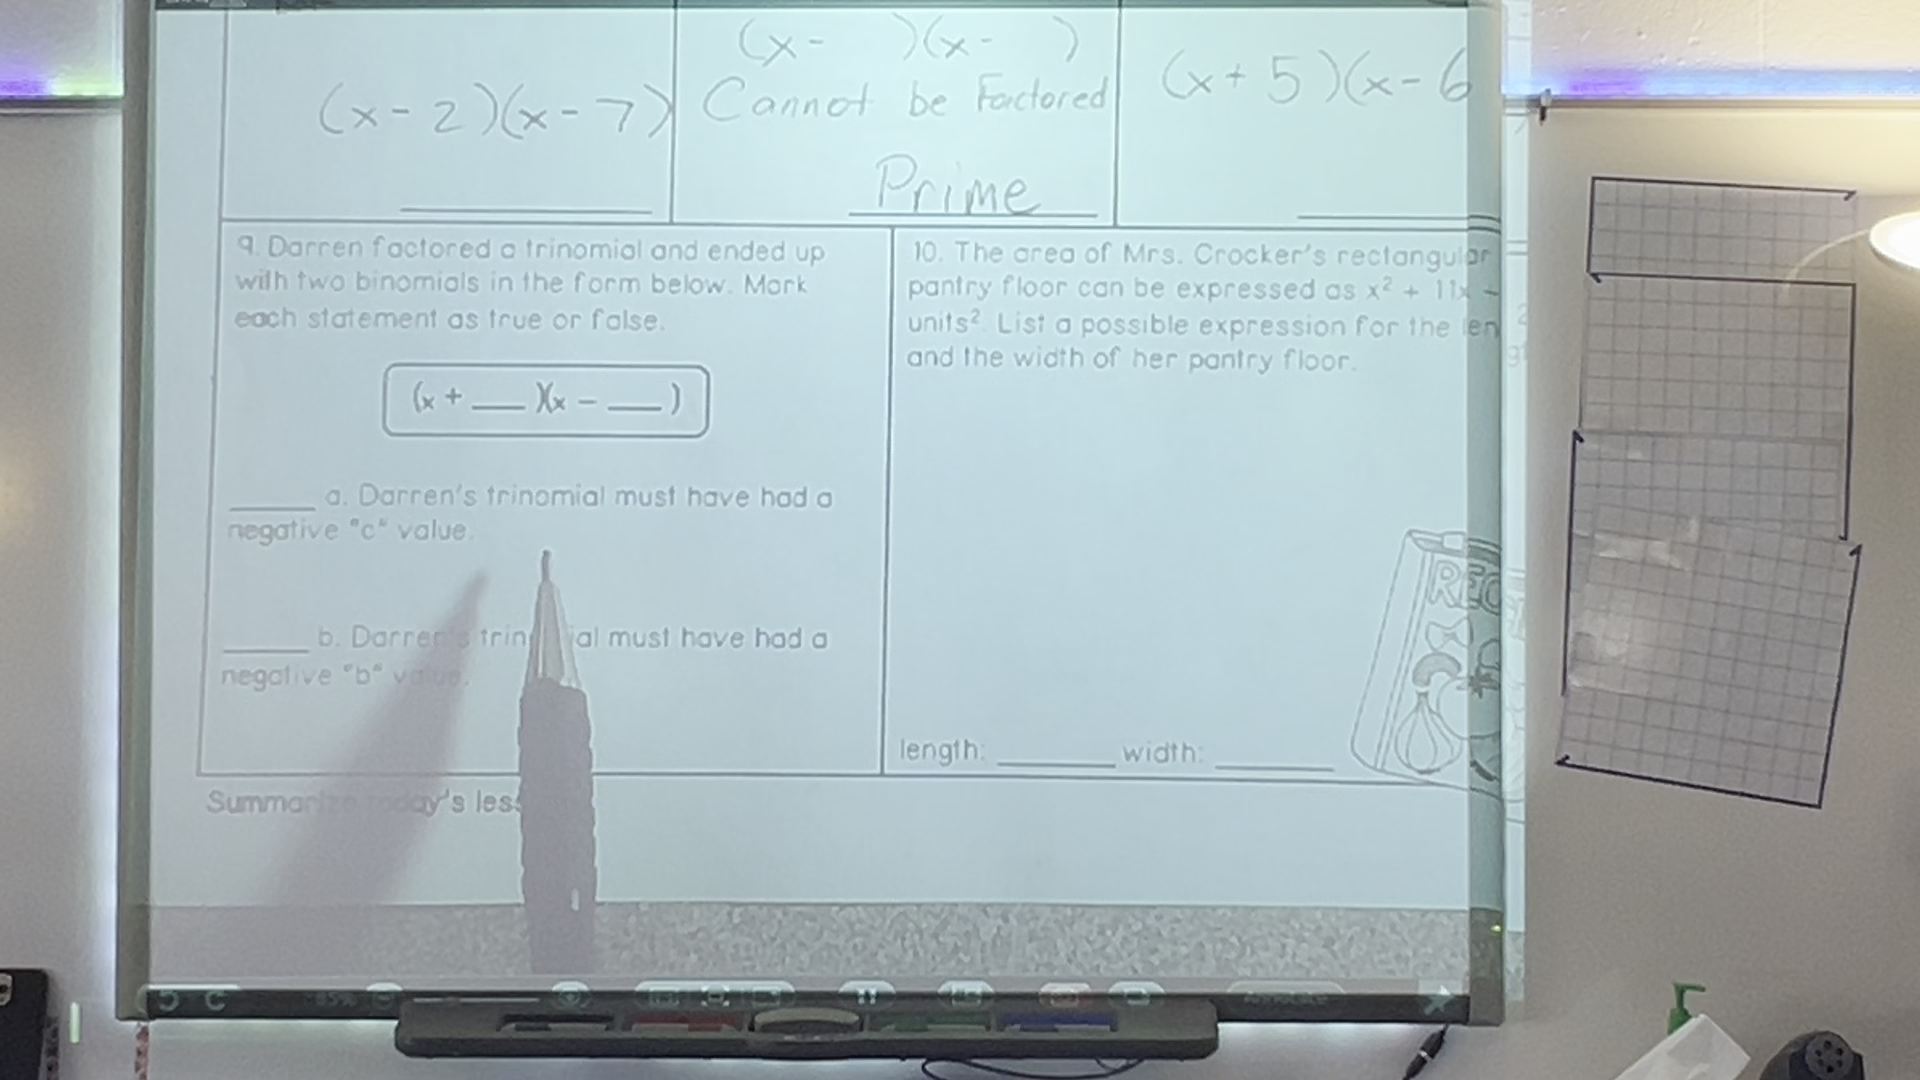 (x - )(x - )
(x - 2)(x - 7)
Cannot be Factored
Prime
(x + 5)(x - 6
9. Darren factored a trinomial and ended up
with two binomials in the form below. Mark
each statement as true or false.
(x + ___ )(x - ___ )
_____ a. Darren's trinomial must have had a
negative "c" value.
_____ b. Darren's must have had a
negative "b" value.
10. The area of Mrs. Crocker's rectangular
pantry floor can be expressed as x² + 11x -
units². List a possible expression for the len
and the width of her pantry floor.
REC
length: _______ width: _______
Summarize today's